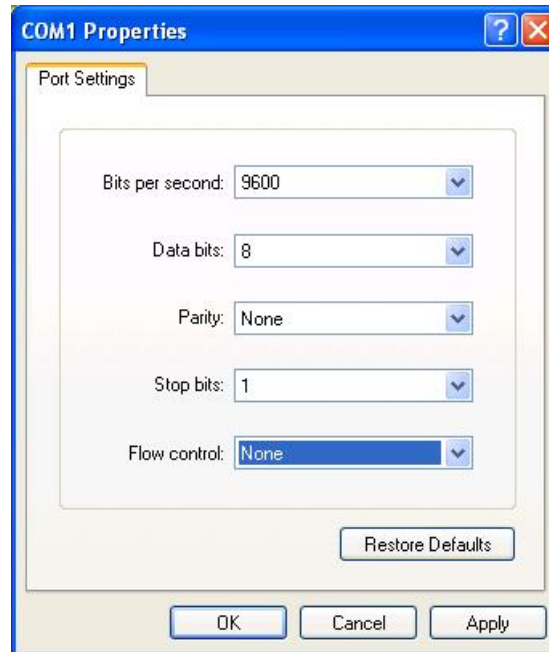 COM1 Properties
Port Settings
Bits per second: 9600
Data bits: 8
Parity: None
Stop bits: 1
Flow control: None
Restore Defaults
OK Cancel Apply